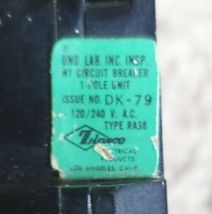 UND. LAB. INC. INSP.
CIRCUIT BREAKER
1 POLE UNIT
ISSUE NO. DK-79
120/240 V. A.C.
TYPE RA38
Zinsco
ELECTRICAL
PRODUCTS
LOS ANGELES, CALIF.